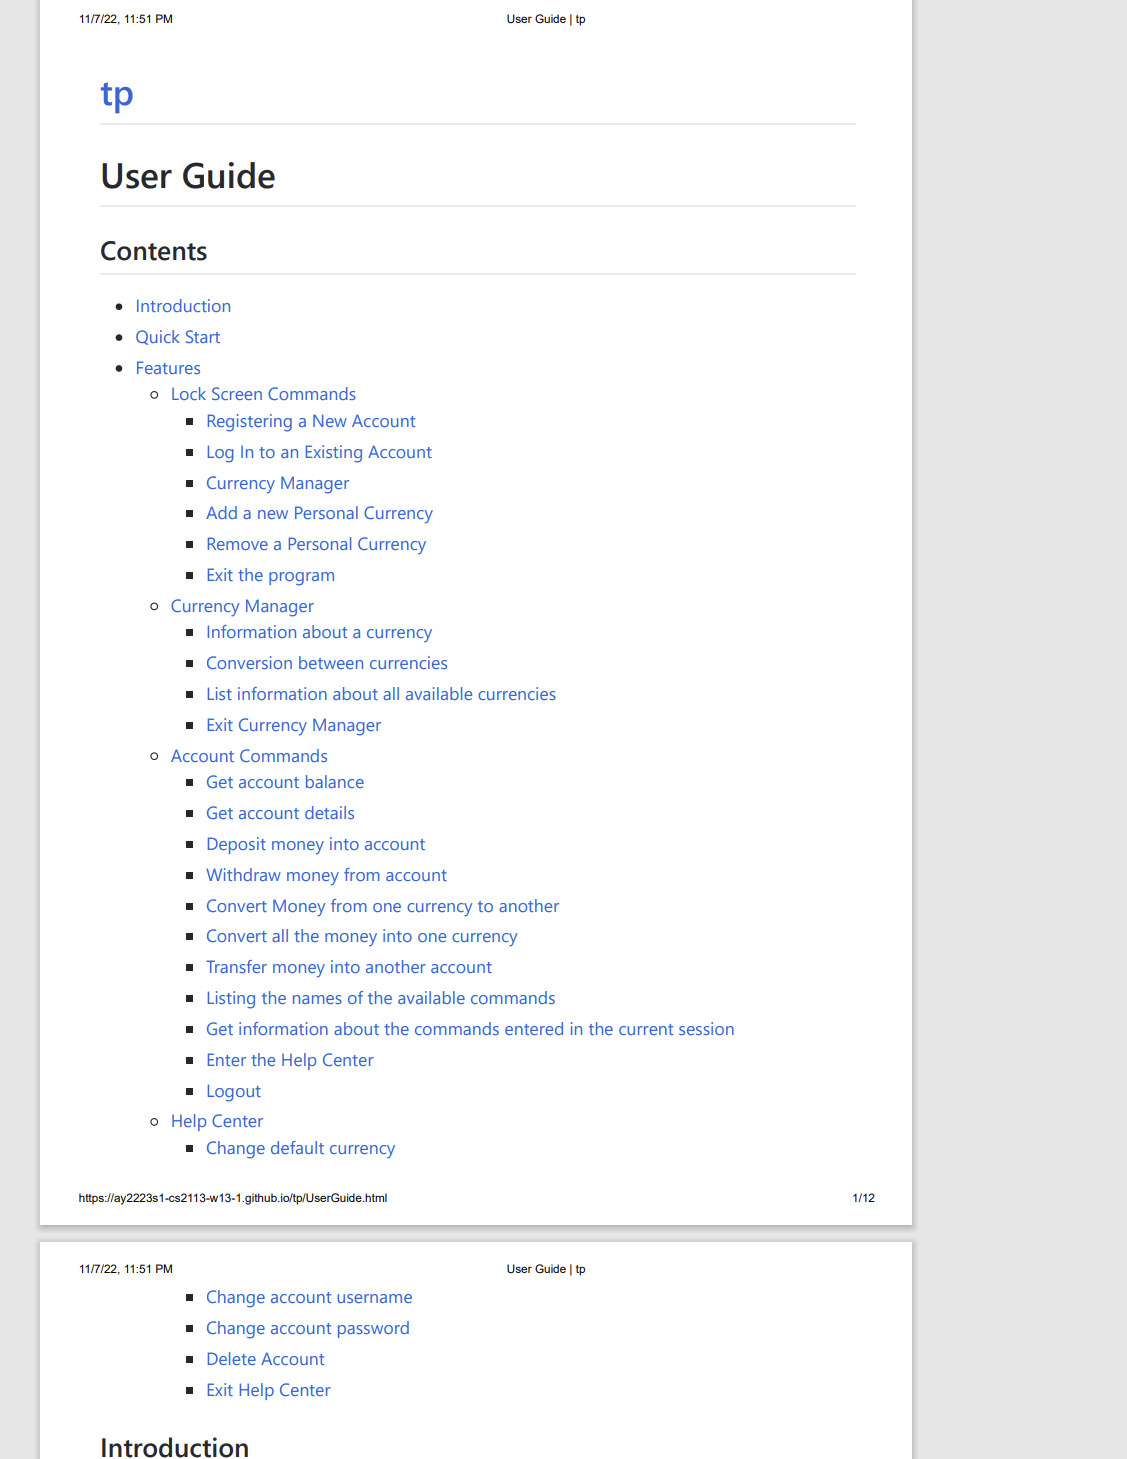 11/7/22, 11:51 PM
User Guide | tp
tp
User Guide
Contents
Introduction
Quick Start
Features
Lock Screen Commands
Registering a New Account
Log In to an Existing Account
Currency Manager
Add a new Personal Currency
Remove a Personal Currency
Exit the program
Currency Manager
Information about a currency
Conversion between currencies
List information about all available currencies
Exit Currency Manager
Account Commands
Get account balance
Get account details
Deposit money into account
Withdraw money from account
Convert Money from one currency to another
Convert all the money into one currency
Transfer money into another account
Listing the names of the available commands
Get information about the commands entered in the current session
Enter the Help Center
Logout
Help Center
Change default currency
https://ay2223s1-cs2113-w13-1.github.io/tp/UserGuide.html
1/12
11/7/22, 11:51 PM
User Guide | tp
Change account username
Change account password
Delete Account
Exit Help Center
Introduction